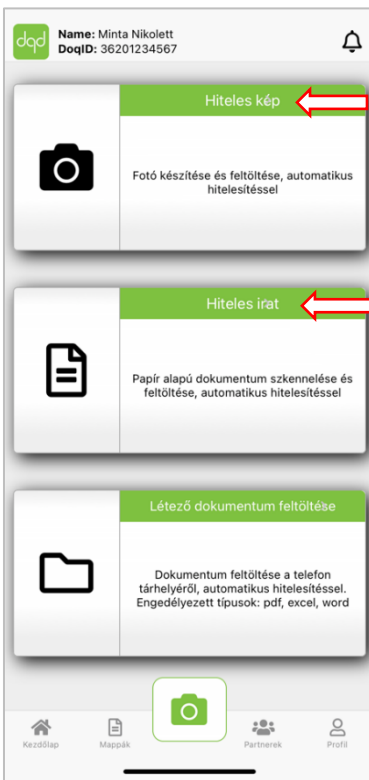 dqd
Name: Minta Nikolett
DoqID: 36201234567
Hiteles kép
Fotó készítése és feltöltése, automatikus
hitelesítéssel
Hiteles irat
Papír alapú dokumentum szkennelése és
feltöltése, automatikus hitelesítéssel
Létező dokumentum feltöltése
Dokumentum feltöltése a telefon
tárhelyéről, automatikus hitelesítéssel.
Engedélyezett típusok: pdf, excel, word
Kezdőlap Mappák Partnerek Profil